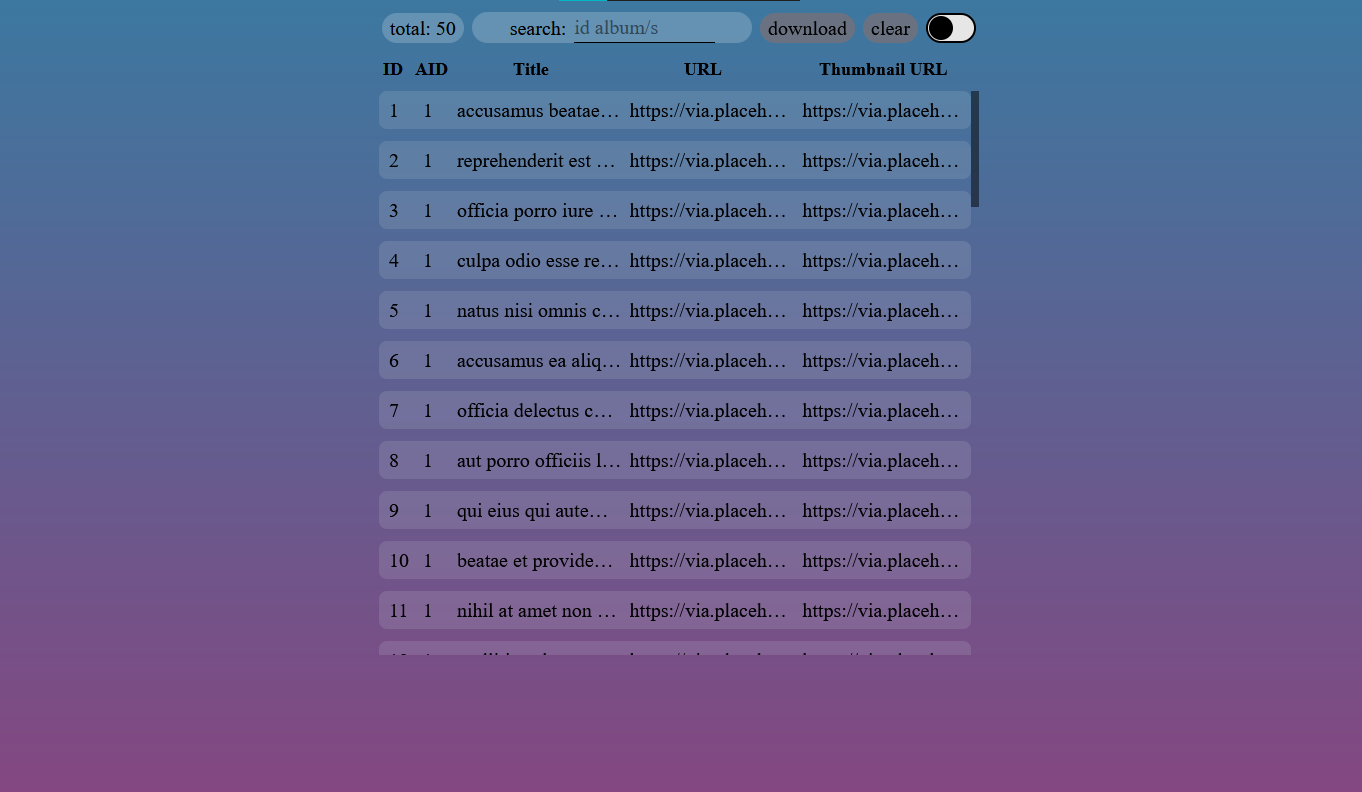 total: 50 search: id album/s download clear
ID AID Title URL Thumbnail URL
1 1 accusamus beatae… https://via.placeh… https://via.placeh…
2 1 reprehenderit est … https://via.placeh… https://via.placeh…
3 1 officia porro iure … https://via.placeh… https://via.placeh…
4 1 culpa odio esse re… https://via.placeh… https://via.placeh…
5 1 natus nisi omnis c… https://via.placeh… https://via.placeh…
6 1 accusamus ea aliq… https://via.placeh… https://via.placeh…
7 1 officia delectus c… https://via.placeh… https://via.placeh…
8 1 aut porro officiis l… https://via.placeh… https://via.placeh…
9 1 qui eius qui aute… https://via.placeh… https://via.placeh…
10 1 beatae et provide… https://via.placeh… https://via.placeh…
11 1 nihil at amet non … https://via.placeh… https://via.placeh…